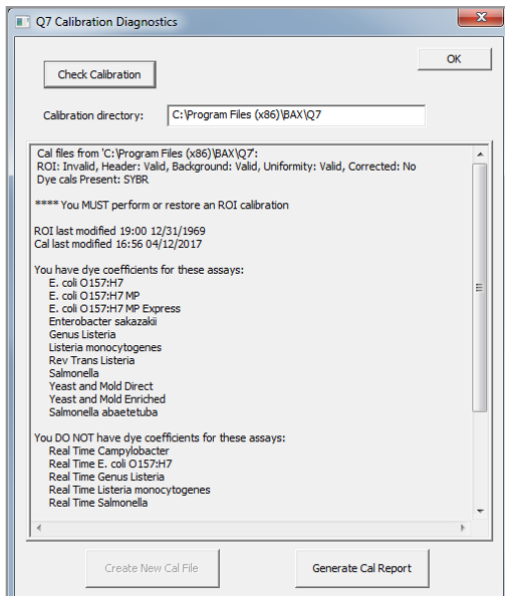 Q7 Calibration Diagnostics
x
OK
Check Calibration
Calibration directory: C:\Program Files (x86)\BAX\Q7
Cal files from 'C:\Program Files (x86)\BAX\Q7:
ROI: Invalid, Header: Valid, Background: Valid, Uniformity: Valid, Corrected: No
Dye cals Present: SYBR
**** You MUST perform or restore an ROI calibration
ROI last modified 19:00 12/31/1969
Cal last modified 16:56 04/12/2017
You have dye coefficients for these assays:
E. coli O157:H7
E. coli O157:H7 MP
E. coli O157:H7 MP Express
Enterobacter sakazakii
Genus Listeria
Listeria monocytogenes
Rev Trans Listeria
Salmonella
Yeast and Mold Direct
Yeast and Mold Enriched
Salmonella abaetetuba
You DO NOT have dye coefficients for these assays:
Real Time Campylobacter
Real Time E. coli O157:H7
Real Time Genus Listeria
Real Time Listeria monocytogenes
Real Time Salmonella
Create New Cal File
Generate Cal Report